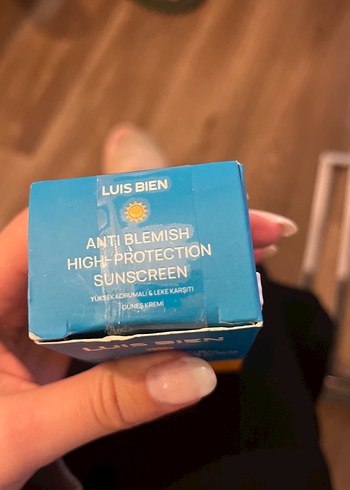 LUIS BIEN
ANTI BLEMISH
HIGH-PROTECTION
SUNSCREEN
YÜKSEK KORUMALI & LEKE KARŞITI
GÜNEŞ KREMİ
LUIS BIEN